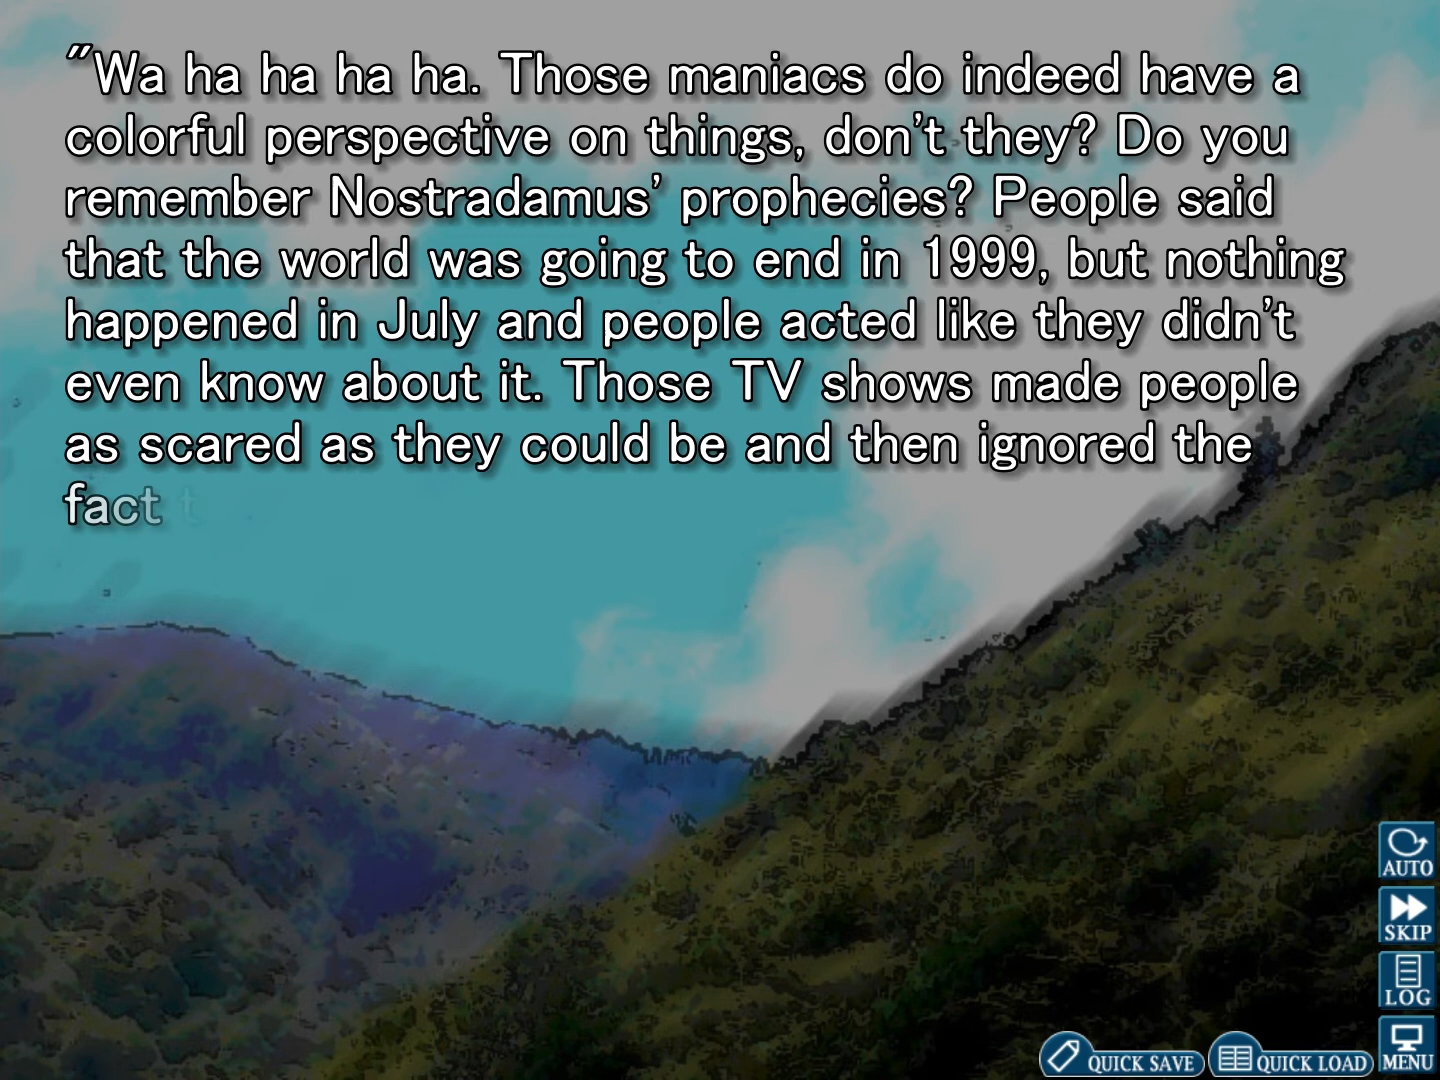 “Wa ha ha ha ha. Those maniacs do indeed have a
colorful perspective on things, don’t they? Do you
remember Nostradamus’ prophecies? People said
that the world was going to end in 1999, but nothing
happened in July and people acted like they didn’t
even know about it. Those TV shows made people
as scared as they could be and then ignored the
fact t
AUTO
SKIP
LOG
MENU
QUICK SAVE
QUICK LOAD